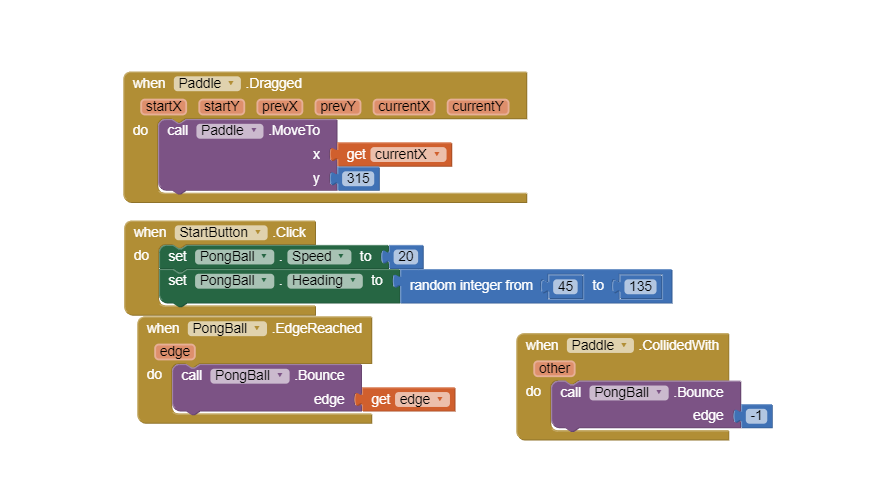 when Paddle .Dragged
startX startY prevX prevY currentX currentY
do call Paddle .MoveTo
x get currentX
y 315
when StartButton .Click
do set PongBall . Speed to 20
set PongBall . Heading to random integer from 45 to 135
when PongBall .EdgeReached
edge
do call PongBall .Bounce
edge get edge
when Paddle .CollidedWith
other
do call PongBall .Bounce
edge -1